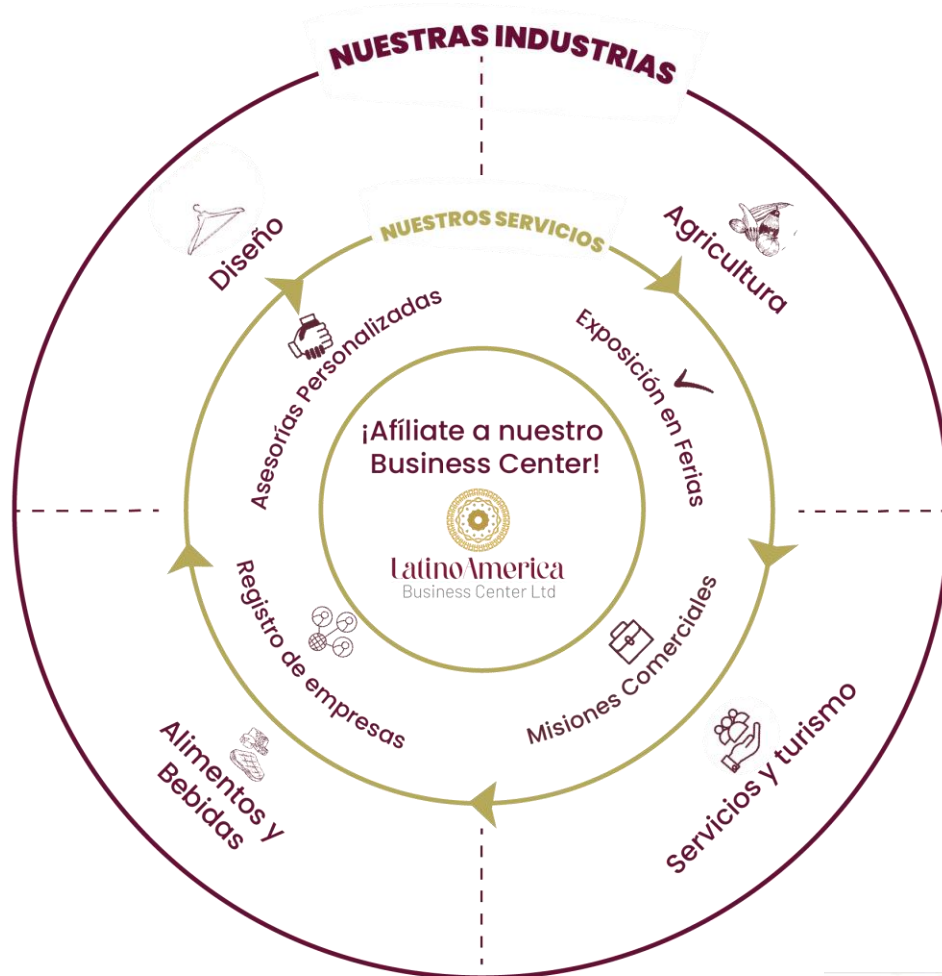 NUESTRAS INDUSTRIAS
Diseño
Agricultura
NUESTROS SERVICIOS
Asesorías Personalizadas
Exposición en Ferias
¡Afíliate a nuestro
Business Center!
LatinoAmerica
Business Center Ltd
Registro de empresas
Misiones Comerciales
Alimentos y
Bebidas
Servicios y turismo